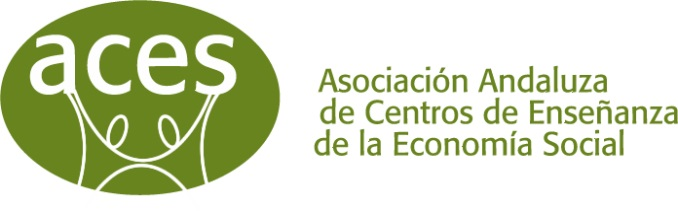 aces
Asociación Andaluza
de Centros de Enseñanza
de la Economía Social